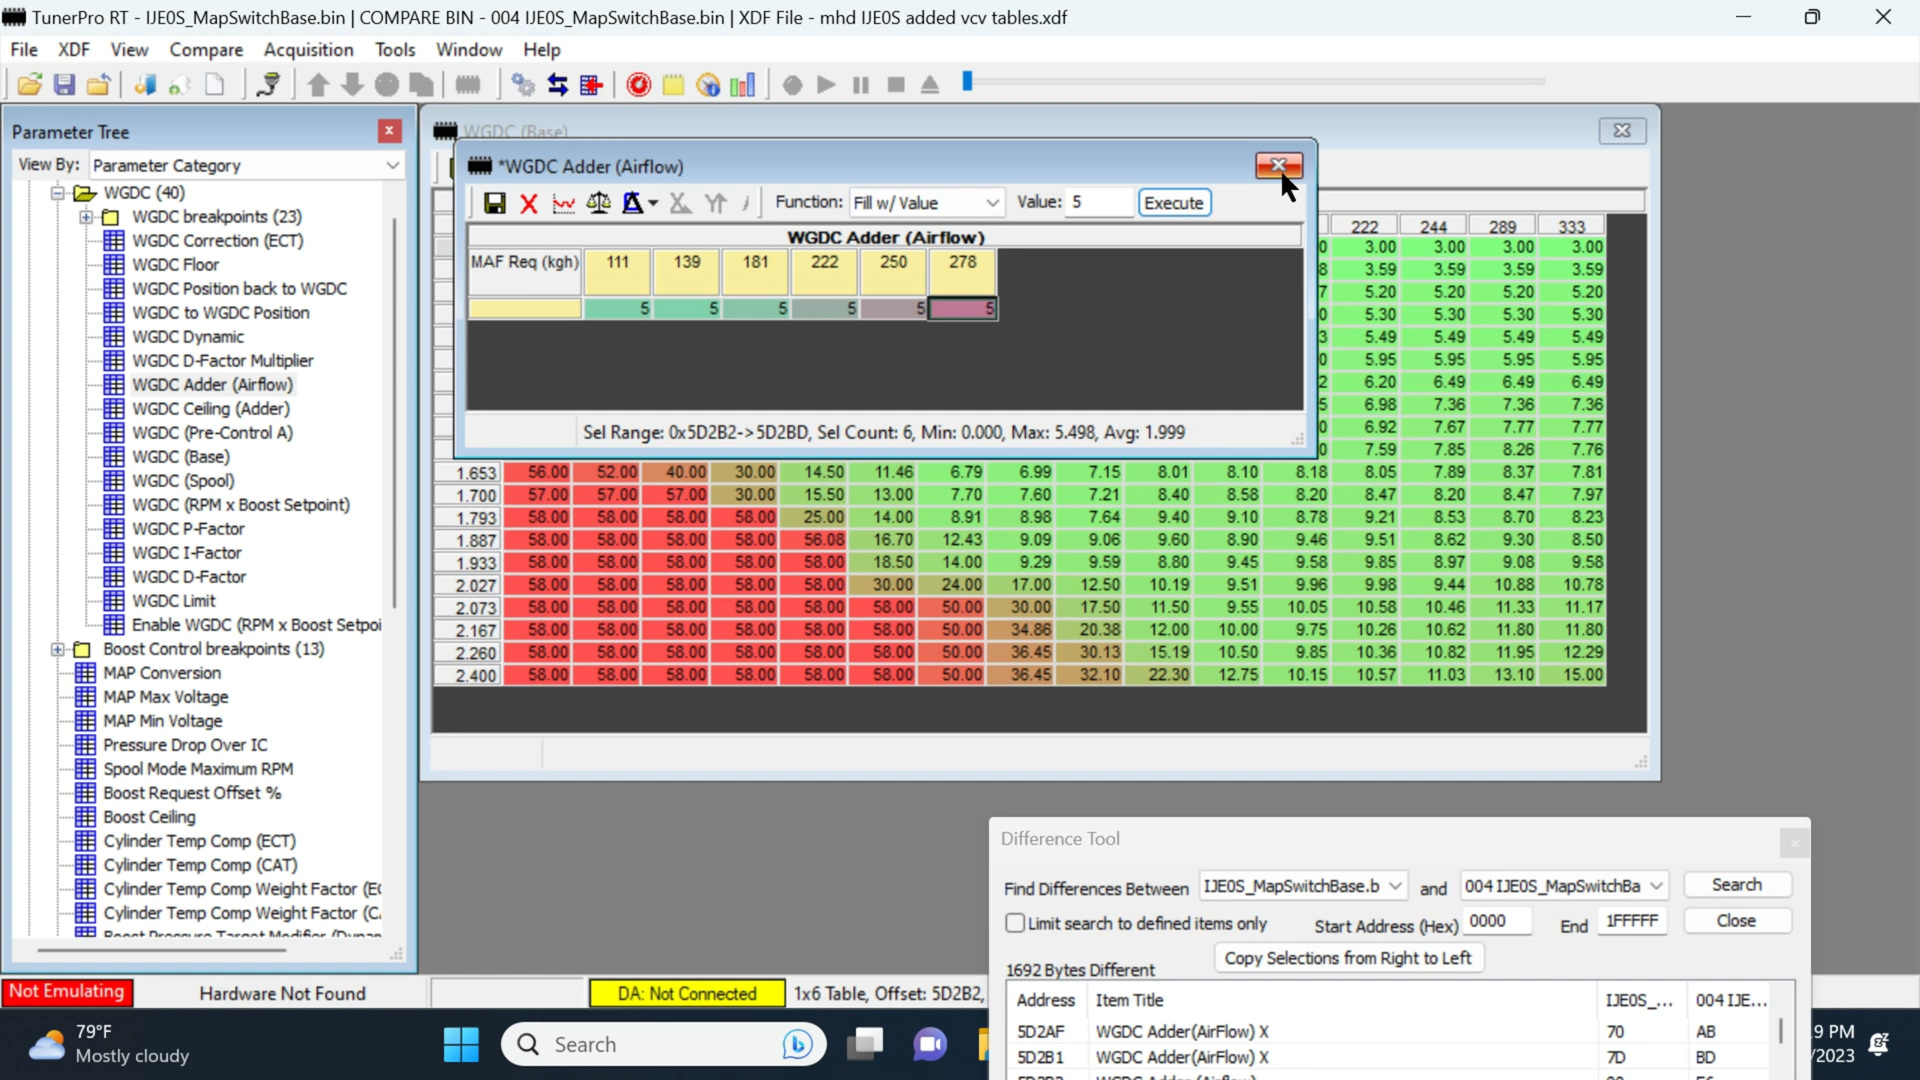 TunerPro RT - IJE0S_MapSwitchBase.bin | COMPARE BIN - 004 IJE0S_MapSwitchBase.bin | XDF File - mhd IJE0S added vcv tables.xdf
File XDF View Compare Acquisition Tools Window Help
Parameter Tree
View By: Parameter Category
WGDC (40)
WGDC breakpoints (23)
WGDC Correction (ECT)
WGDC Floor
WGDC Position back to WGDC
WGDC to WGDC Position
WGDC Dynamic
WGDC D-Factor Multiplier
WGDC Adder (Airflow)
WGDC Ceiling (Adder)
WGDC (Pre-Control A)
WGDC (Base)
WGDC (Spool)
WGDC (RPM x Boost Setpoint)
WGDC P-Factor
WGDC I-Factor
WGDC D-Factor
WGDC Limit
Enable WGDC (RPM x Boost Setpoi
Boost Control breakpoints (13)
MAP Conversion
MAP Max Voltage
MAP Min Voltage
Pressure Drop Over IC
Spool Mode Maximum RPM
Boost Request Offset %
Boost Ceiling
Cylinder Temp Comp (ECT)
Cylinder Temp Comp (CAT)
Cylinder Temp Comp Weight Factor (E
Cylinder Temp Comp Weight Factor (C
WGDC (Base)
*WGDC Adder (Airflow)
Function: Fill w/ Value Value: 5 Execute
WGDC Adder (Airflow)
MAF Req (kgh) 111 139 181 222 250 278
5 5 5 5 5 5
Sel Range: 0x5D2B2->5D2BD, Sel Count: 6, Min: 0.000, Max: 5.498, Avg: 1.999
222 244 289 333
0 3.00 3.00 3.00 3.00
8 3.59 3.59 3.59 3.59
7 5.20 5.20 5.20 5.20
0 5.30 5.30 5.30 5.30
3 5.49 5.49 5.49 5.49
0 5.95 5.95 5.95 5.95
2 6.20 6.49 6.49 6.49
5 6.98 7.36 7.36 7.36
0 6.92 7.67 7.77 7.77
0 7.59 7.85 8.26 7.76
1.653 56.00 52.00 40.00 30.00 14.50 11.46 6.79 6.99 7.15 8.01 8.10 8.18 8.05 7.89 8.37 7.81
1.700 57.00 57.00 57.00 30.00 15.50 13.00 7.70 7.60 7.21 8.40 8.58 8.20 8.47 8.20 8.47 7.97
1.793 58.00 58.00 58.00 58.00 25.00 14.00 8.91 8.98 7.64 9.40 9.10 8.78 9.21 8.53 8.70 8.23
1.887 58.00 58.00 58.00 58.00 56.08 16.70 12.43 9.09 9.06 9.60 8.90 9.46 9.51 8.62 9.30 8.50
1.933 58.00 58.00 58.00 58.00 58.00 18.50 14.00 9.29 9.59 8.80 9.45 9.58 9.85 8.97 9.08 9.58
2.027 58.00 58.00 58.00 58.00 58.00 30.00 24.00 17.00 12.50 10.19 9.51 9.96 9.98 9.44 10.88 10.78
2.073 58.00 58.00 58.00 58.00 58.00 58.00 50.00 30.00 17.50 11.50 9.55 10.05 10.58 10.46 11.33 11.17
2.167 58.00 58.00 58.00 58.00 58.00 58.00 50.00 34.86 20.38 12.00 10.00 9.75 10.26 10.62 11.80 11.80
2.260 58.00 58.00 58.00 58.00 58.00 58.00 50.00 36.45 30.13 15.19 10.50 9.85 10.36 10.82 11.95 12.29
2.400 58.00 58.00 58.00 58.00 58.00 58.00 50.00 36.45 32.10 22.30 12.75 10.15 10.57 11.03 13.10 15.00
Difference Tool
Find Differences Between IJE0S_MapSwitchBase.b and 004 IJE0S_MapSwitchBa Search
Limit search to defined items only Start Address (Hex) 0000 End 1FFFFF Close
1692 Bytes Different Copy Selections from Right to Left
Address Item Title IJE0S_... 004 IJE...
5D2AF WGDC Adder(AirFlow) X 70 AB
5D2B1 WGDC Adder(AirFlow) X 7D BD
Not Emulating Hardware Not Found DA: Not Connected 1x6 Table, Offset: 5D2B2,
79°F
Mostly cloudy
Search
9 PM
/2023